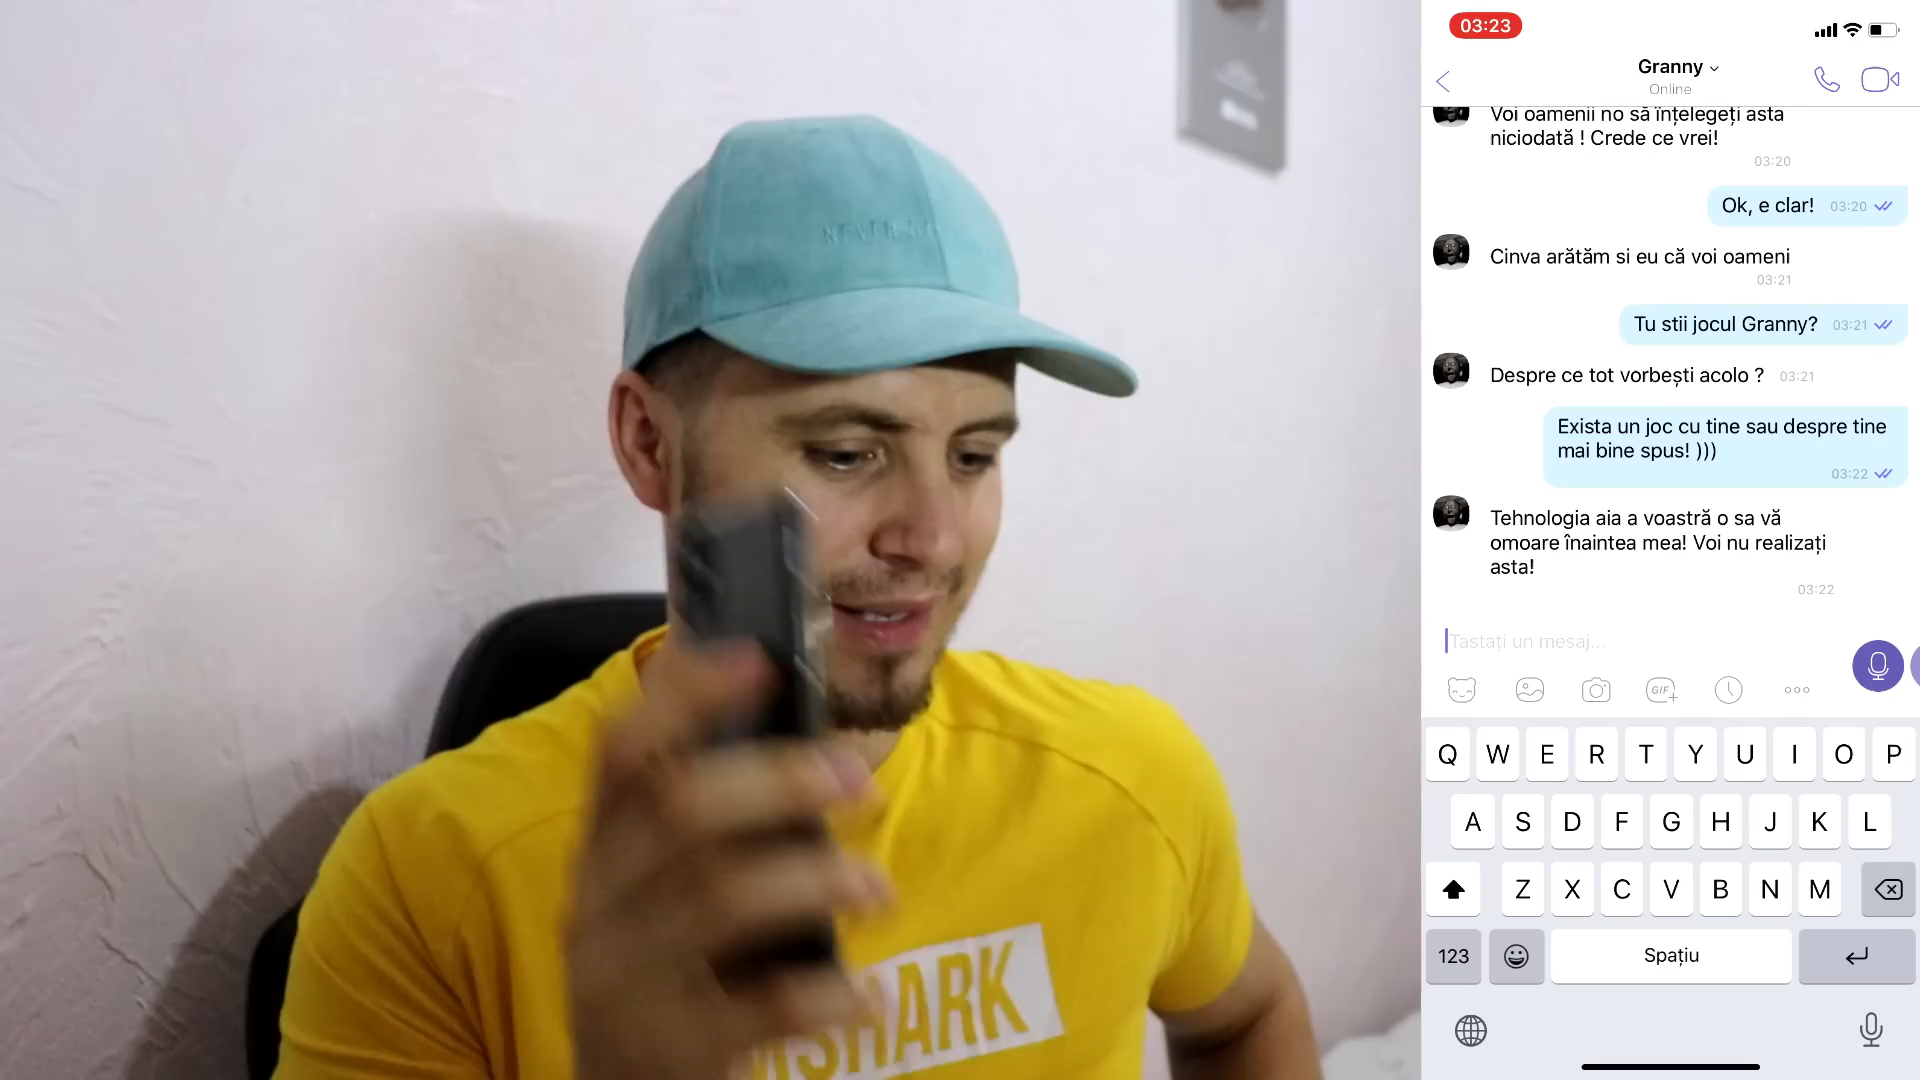 03:23
Granny
Online
Voi oamenii no să înțelegeți asta
niciodată ! Crede ce vrei!
03:20
Ok, e clar! 03:20
Cinva arătăm si eu că voi oameni
03:21
Tu stii jocul Granny? 03:21
Despre ce tot vorbești acolo ? 03:21
Exista un joc cu tine sau despre tine
mai bine spus! )))
03:22
Tehnologia aia a voastră o sa vă
omoare înaintea mea! Voi nu realizați
asta!
03:22
Tastați un mesaj...
GIF+
Q W E R T Y U I O P
A S D F G H J K L
Z X C V B N M
123 Spațiu
SHARK